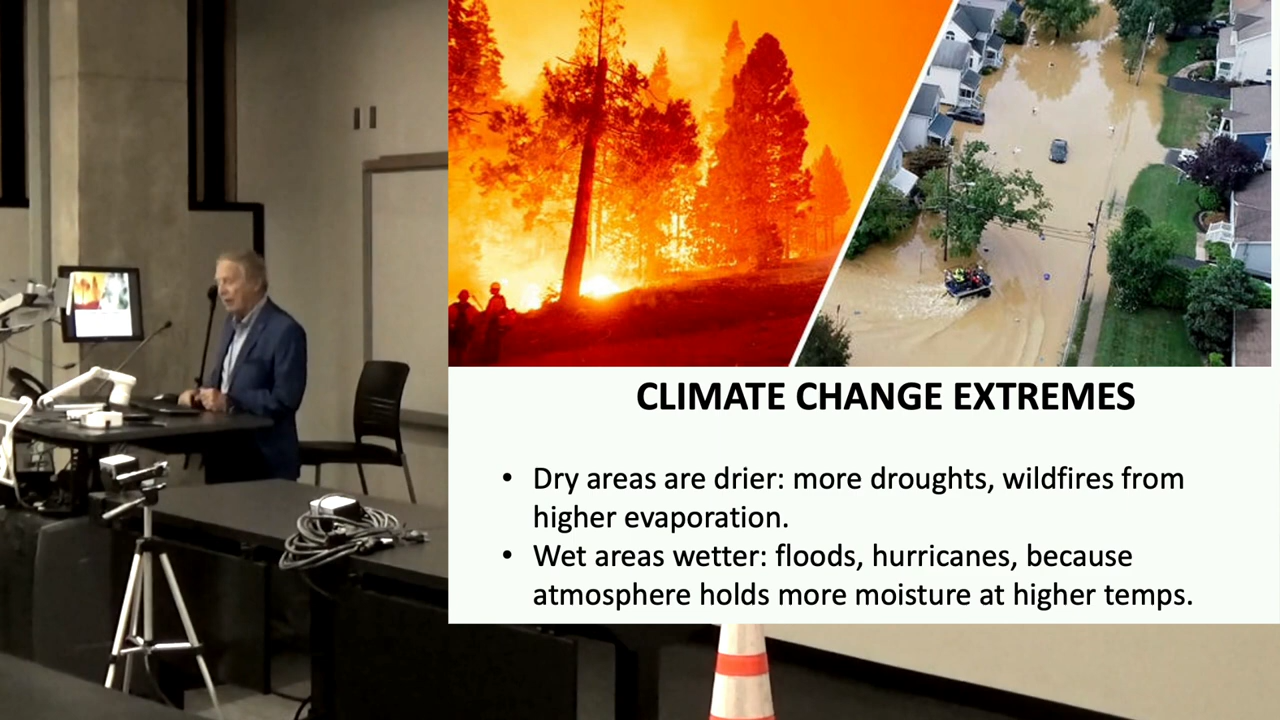 CLIMATE CHANGE EXTREMES
• Dry areas are drier: more droughts, wildfires from
higher evaporation.
• Wet areas wetter: floods, hurricanes, because
atmosphere holds more moisture at higher temps.